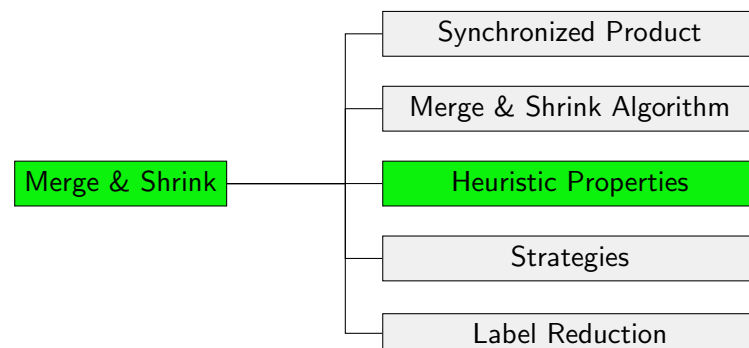 Synchronized Product
Merge & Shrink Algorithm
Merge & Shrink
Heuristic Properties
Strategies
Label Reduction